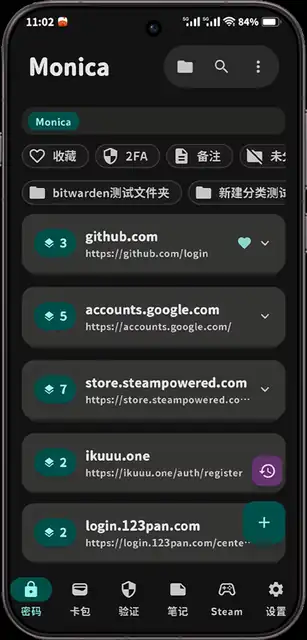 11:02
5G 5G 84%
Monica
Monica
收藏
2FA
备注
未分
bitwarden测试文件夹
新建分类测试
3
github.com
https://github.com/login
5
accounts.google.com
https://accounts.google.com/
7
store.steampowered.com
https://store.steampowered.co…
2
ikuuu.one
https://ikuuu.one/auth/register
2
login.123pan.com
https://login.123pan.com/cente…
密码
卡包
验证
笔记
Steam
设置